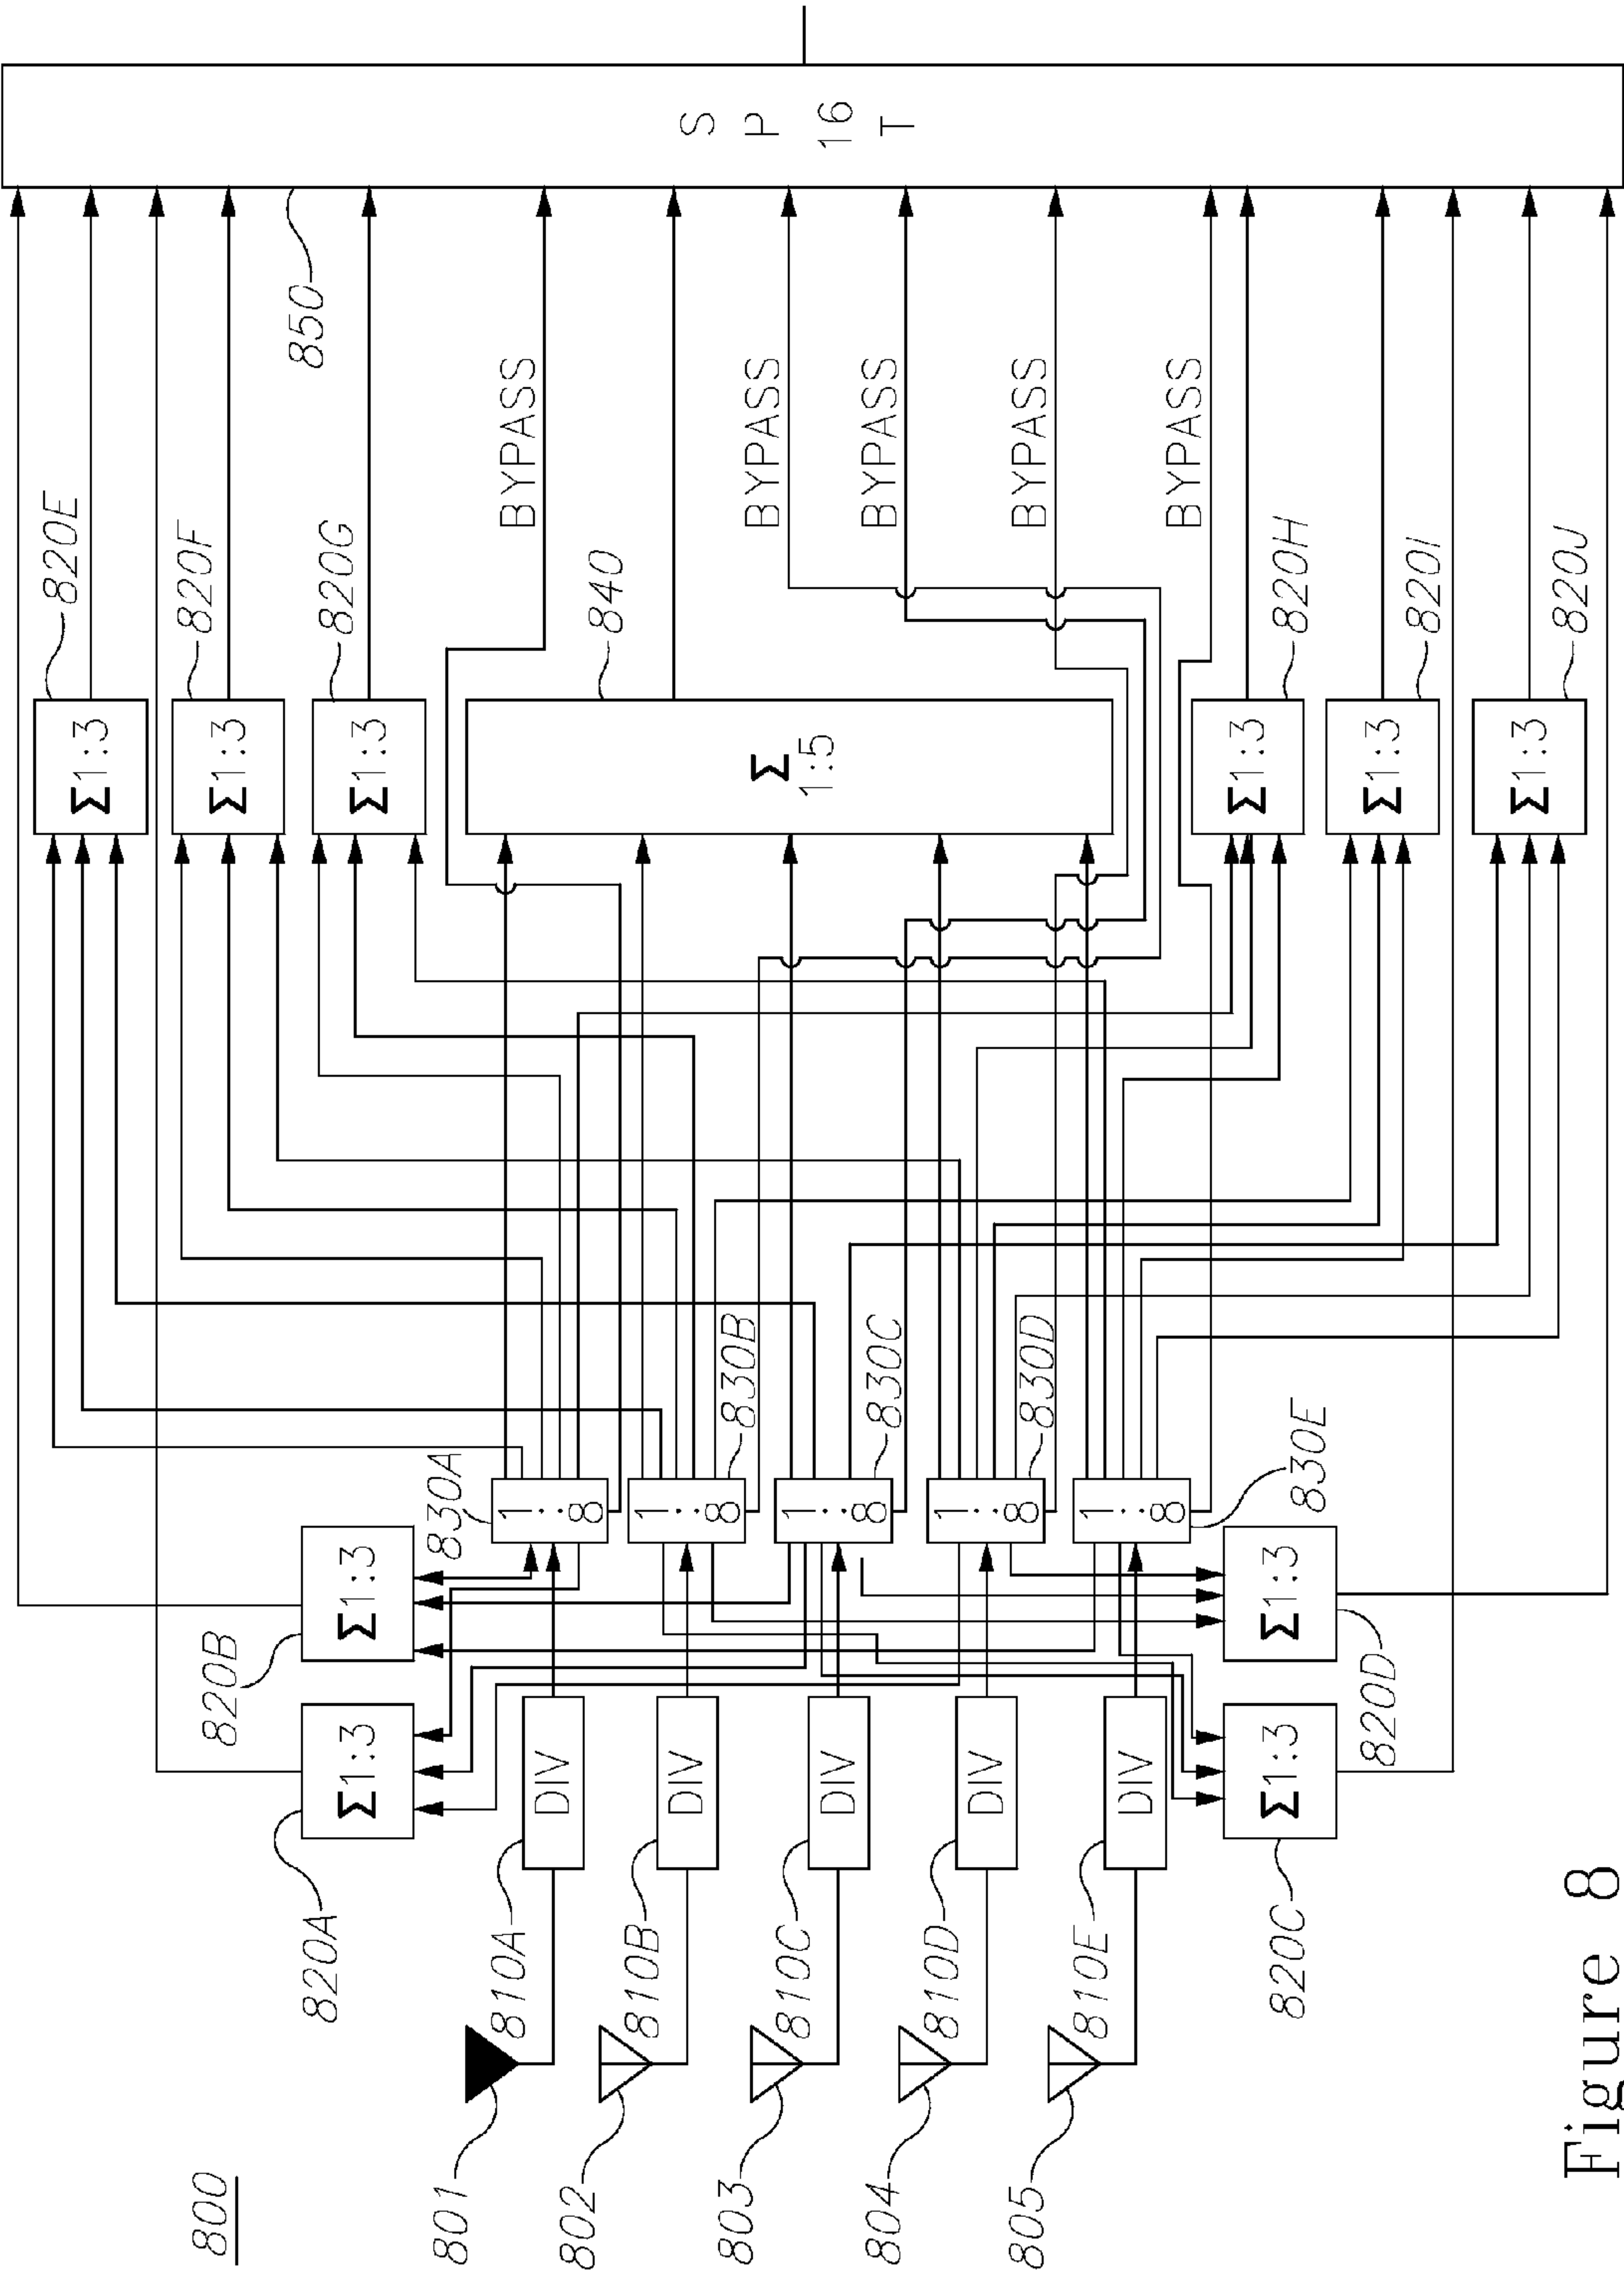 800
801
802
803
804
805
810A
810B
810C
810D
810E
DIV
DIV
DIV
DIV
DIV
820A
820B
820C
820D
Σ1:3
Σ1:3
Σ1:3
Σ1:3
830A
830B
830C
830D
830E
1:8
1:8
1:8
1:8
1:8
Σ1:3
Σ1:3
Σ1:3
Σ
1:5
Σ1:3
Σ1:3
Σ1:3
820E
820F
820G
840
820H
820I
820J
BYPASS
BYPASS
BYPASS
BYPASS
BYPASS
850
S
P
16
T
Figure 8